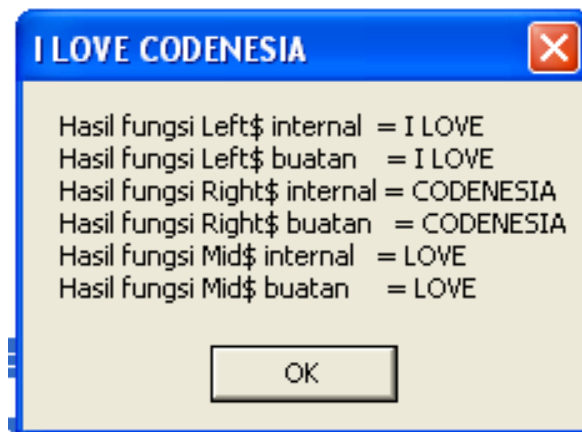 I LOVE CODENESIA
Hasil fungsi Left$ internal = I LOVE
Hasil fungsi Left$ buatan = I LOVE
Hasil fungsi Right$ internal = CODENESIA
Hasil fungsi Right$ buatan = CODENESIA
Hasil fungsi Mid$ internal = LOVE
Hasil fungsi Mid$ buatan = LOVE
OK